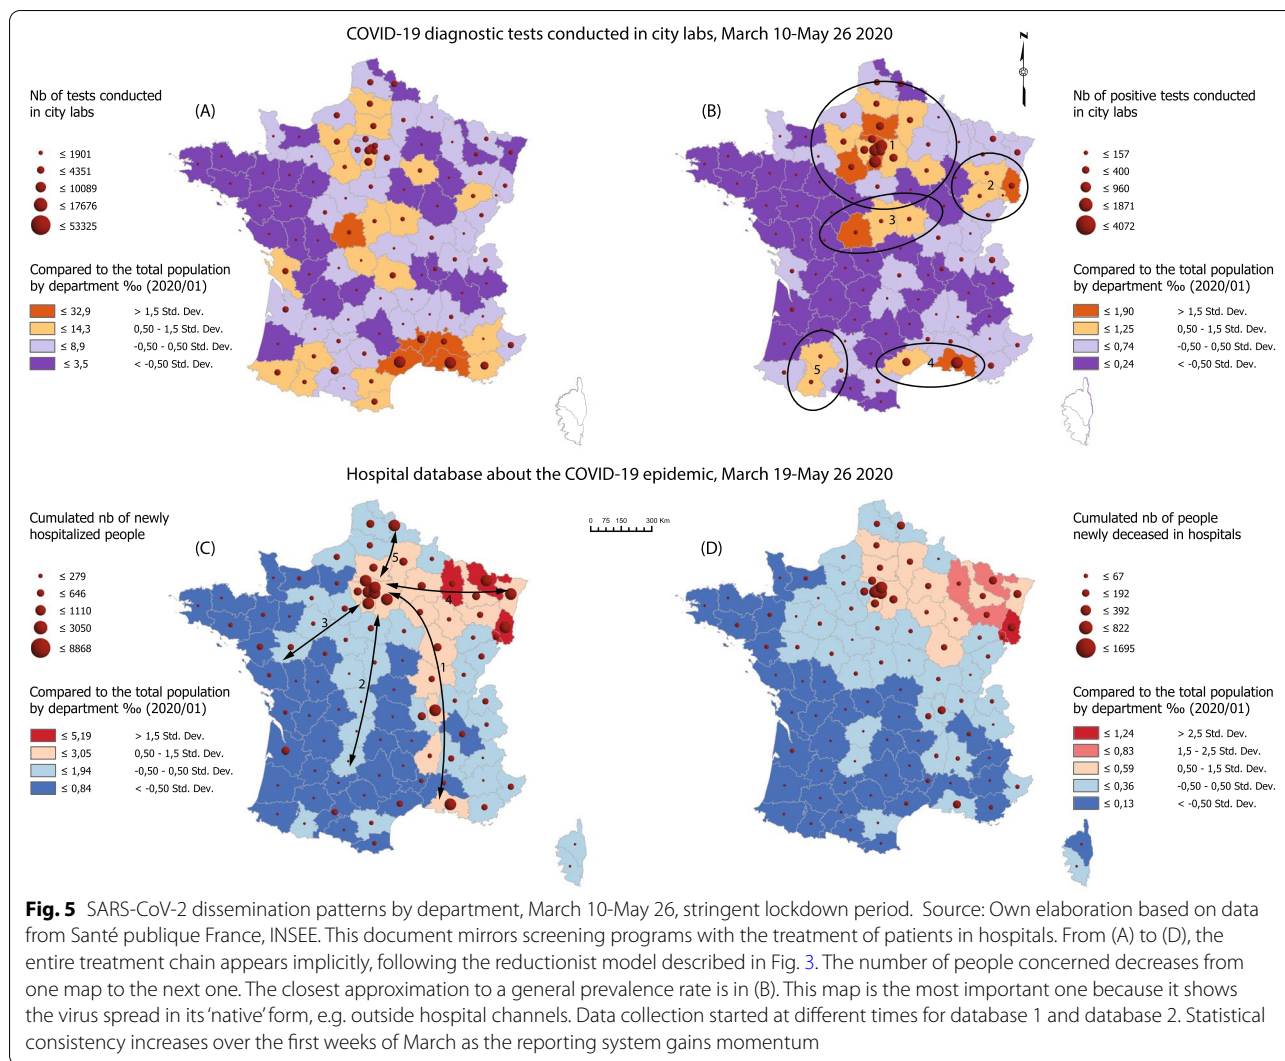 COVID-19 diagnostic tests conducted in city labs, March 10-May 26 2020
N
Nb of tests conducted
in city labs
≤ 1901
≤ 4351
≤ 10089
≤ 17676
≤ 53325
Compared to the total population
by department ‰ (2020/01)
≤ 32,9 > 1,5 Std. Dev.
≤ 14,3 0,50 - 1,5 Std. Dev.
≤ 8,9 -0,50 - 0,50 Std. Dev.
≤ 3,5 < -0,50 Std. Dev.
(A)
(B)
1
2
3
4
5
Nb of positive tests conducted
in city labs
≤ 157
≤ 400
≤ 960
≤ 1871
≤ 4072
Compared to the total population
by department ‰ (2020/01)
≤ 1,90 > 1,5 Std. Dev.
≤ 1,25 0,50 - 1,5 Std. Dev.
≤ 0,74 -0,50 - 0,50 Std. Dev.
≤ 0,24 < -0,50 Std. Dev.
Hospital database about the COVID-19 epidemic, March 19-May 26 2020
Cumulated nb of newly
hospitalized people
≤ 279
≤ 646
≤ 1110
≤ 3050
≤ 8868
Compared to the total population
by department ‰ (2020/01)
≤ 5,19 > 1,5 Std. Dev.
≤ 3,05 0,50 - 1,5 Std. Dev.
≤ 1,94 -0,50 - 0,50 Std. Dev.
≤ 0,84 < -0,50 Std. Dev.
(C)
5
4
3
2
1
0 75 150 300 Km
(D)
Cumulated nb of people
newly deceased in hospitals
≤ 67
≤ 192
≤ 392
≤ 822
≤ 1695
Compared to the total population
by department ‰ (2020/01)
≤ 1,24 > 2,5 Std. Dev.
≤ 0,83 1,5 - 2,5 Std. Dev.
≤ 0,59 0,50 - 1,5 Std. Dev.
≤ 0,36 -0,50 - 0,50 Std. Dev.
≤ 0,13 < -0,50 Std. Dev.
Fig. 5 SARS-CoV-2 dissemination patterns by department, March 10-May 26, stringent lockdown period. Source: Own elaboration based on data
from Santé publique France, INSEE. This document mirrors screening programs with the treatment of patients in hospitals. From (A) to (D), the
entire treatment chain appears implicitly, following the reductionist model described in Fig. 3. The number of people concerned decreases from
one map to the next one. The closest approximation to a general prevalence rate is in (B). This map is the most important one because it shows
the virus spread in its 'native' form, e.g. outside hospital channels. Data collection started at different times for database 1 and database 2. Statistical
consistency increases over the first weeks of March as the reporting system gains momentum